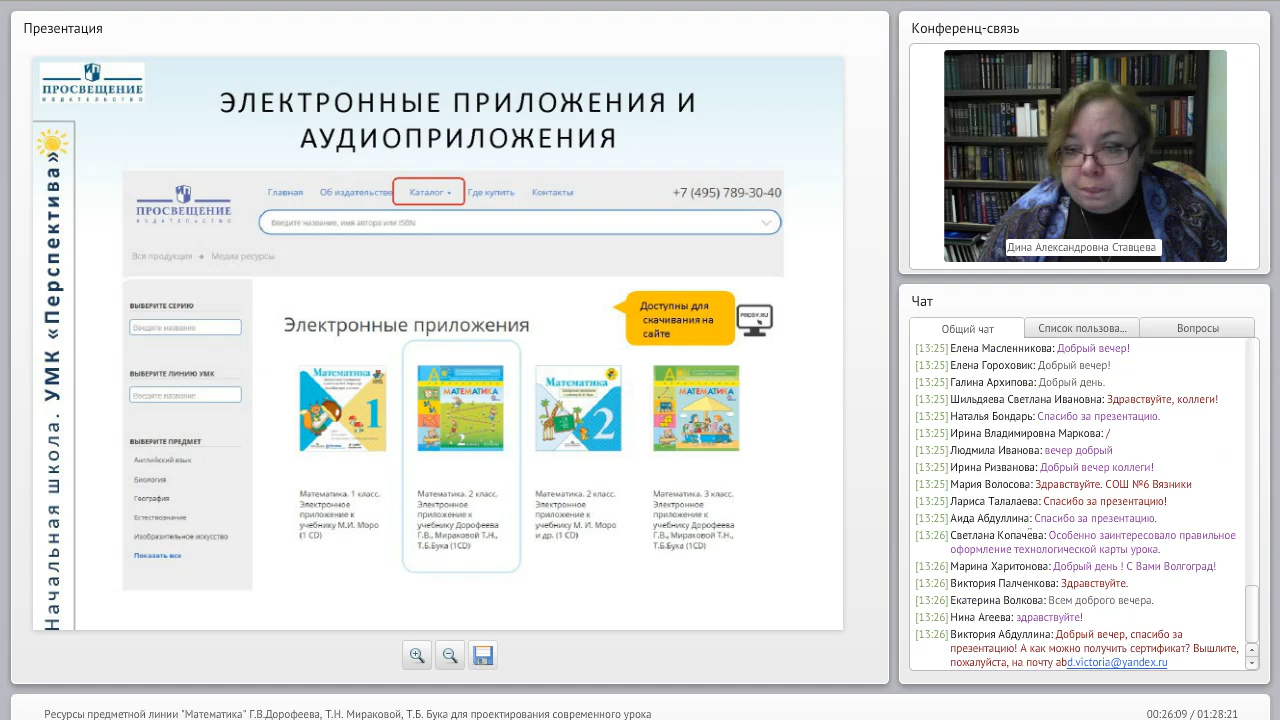 Презентация
ПРОСВЕЩЕНИЕ
ИЗДАТЕЛЬСТВО
ЭЛЕКТРОННЫЕ ПРИЛОЖЕНИЯ И
АУДИОПРИЛОЖЕНИЯ
Начальная школа. УМК «Перспектива»
ПРОСВЕЩЕНИЕ
ИЗДАТЕЛЬСТВО
Главная Об издательстве Каталог Где купить Контакты +7 (495) 789-30-40
Введите название, имя автора или ISBN
Вся продукция Медиа ресурсы
ВЫБЕРИТЕ СЕРИЮ
Введите название
ВЫБЕРИТЕ ЛИНИЮ УМК
Введите название
ВЫБЕРИТЕ ПРЕДМЕТ
Английский язык
Биология
География
Естествознание
Изобразительное искусство
Показать все
Электронные приложения
Доступны для
скачивания на
сайте
PROSV.RU
Математика
1
МАТЕМАТИКА
2 КЛАСС
Математика
2
МАТЕМАТИКА
Математика. 1 класс.
Электронное
приложение к
учебнику М.И. Моро
(1 CD)
Математика. 2 класс.
Электронное
приложение к
учебнику Дорофеева
Г.В., Мираковой Т.Н.,
Т.Б.Бука (1CD)
Математика. 2 класс.
Электронное
приложение к
учебнику М. И. Моро
и др. (1 CD)
Математика. 3 класс.
Электронное
приложение к
учебнику Дорофеева
Г.В., Мираковой Т.Н.,
Т.Б.Бука (1CD)
Конференц-связь
Дина Александровна Ставцева
Чат
Общий чат Список пользова... Вопросы
[13:25] Елена Масленникова: Добрый вечер!
[13:25] Елена Гороховик: Добрый вечер!
[13:25] Галина Архипова: Добрый день.
[13:25] Шильдяева Светлана Ивановна: Здравствуйте, коллеги!
[13:25] Наталья Бондарь: Спасибо за презентацию.
[13:25] Ирина Владимировна Маркова: /
[13:25] Людмила Иванова: вечер добрый
[13:25] Ирина Ризванова: Добрый вечер коллеги!
[13:25] Мария Волосова: Здравствуйте. СОШ №6 Вязники
[13:25] Лариса Талалаева: Спасибо за презентацию!
[13:25] Аида Абдуллина: Спасибо за презентацию.
[13:26] Светлана Копачёва: Особенно заинтересовало правильное
оформление технологической карты урока.
[13:26] Марина Харитонова: Добрый день ! С Вами Волгоград!
[13:26] Виктория Палченкова: Здравствуйте.
[13:26] Екатерина Волкова: Всем доброго вечера.
[13:26] Нина Агеева: здравствуйте!
[13:26] Виктория Абдуллина: Добрый вечер, спасибо за
презентацию! А как можно получить сертификат? Вышлите,
пожалуйста, на почту abd.victoria@yandex.ru
Ресурсы предметной линии "Математика" Г.В.Дорофеева, Т.Н. Мираковой, Т.Б. Бука для проектирования современного урока
00:26:09 / 01:28:21